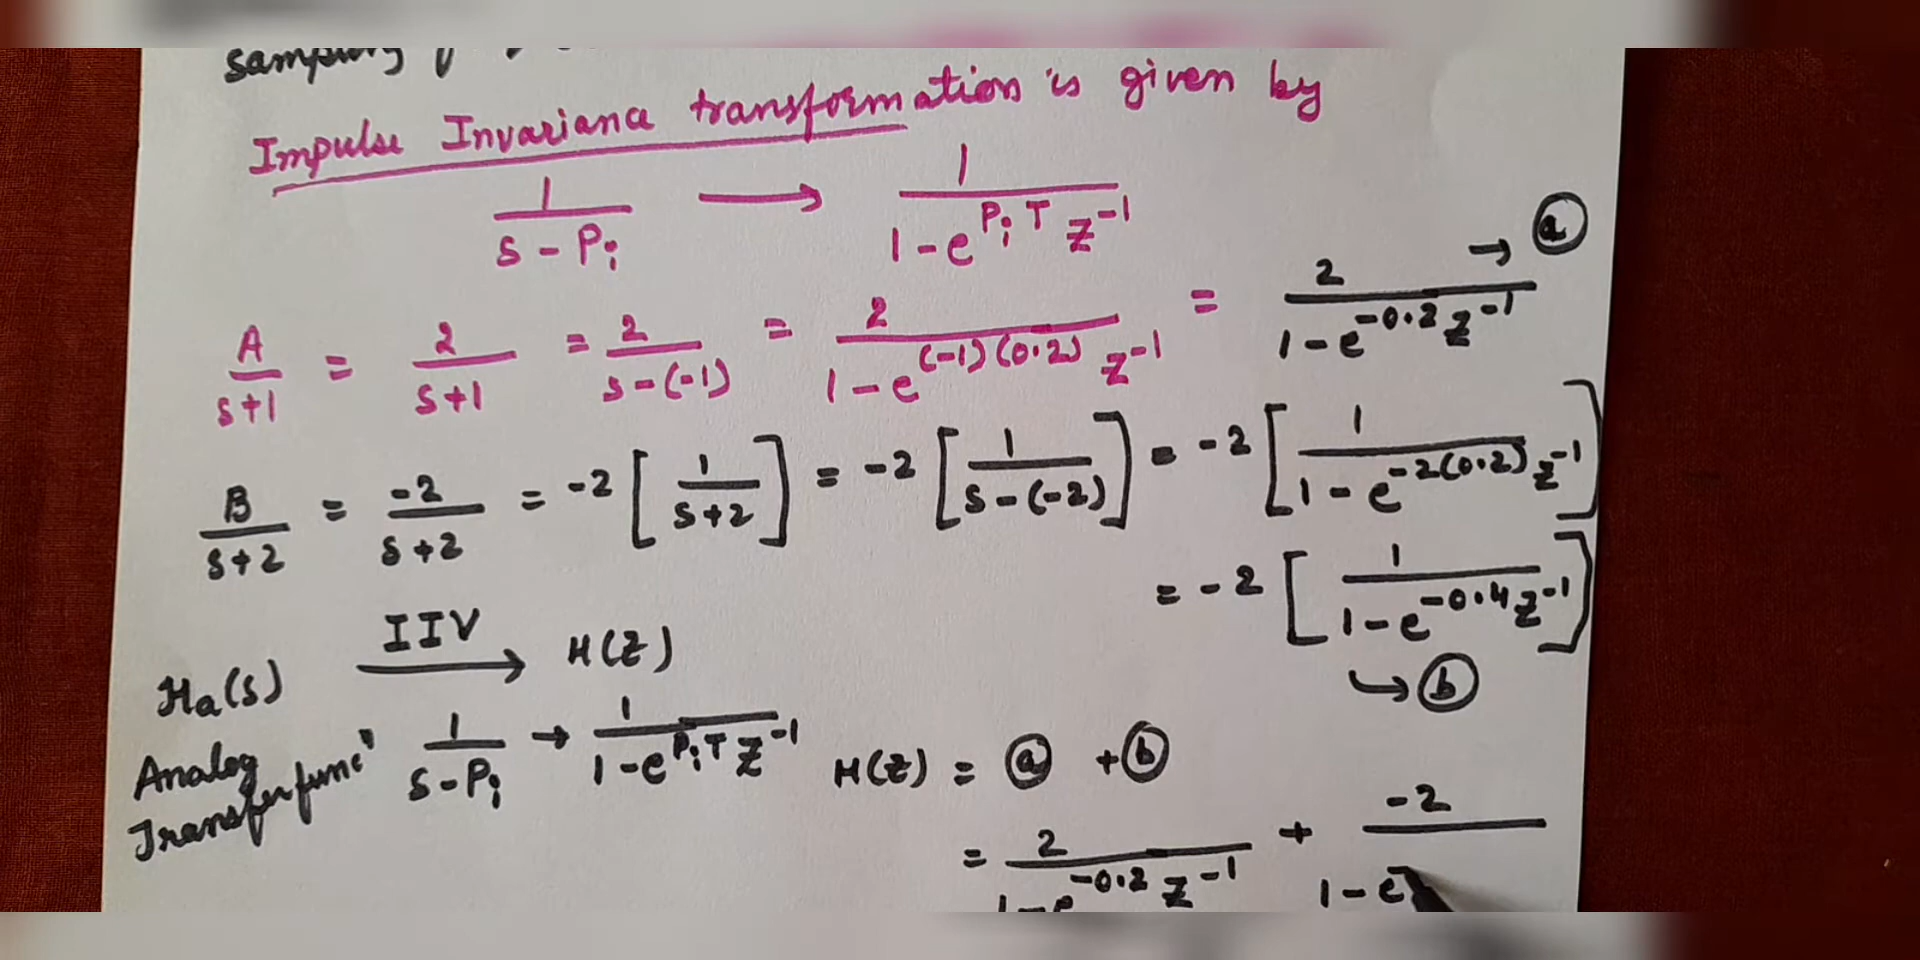 sampling
Impulse Invariance transformation is given by
1/(s - Pi) ⟶ 1/(1 - e^(Pi T) z^-1)
A/(s+1) = 2/(s+1) = 2/(s-(-1)) = 2/(1 - e^((-1)(0.2)) z^-1) = 2/(1 - e^(-0.2) z^-1) → ⓐ
B/(s+2) = -2/(s+2) = -2 [1/(s+2)] = -2 [1/(s-(-2))] = -2 [1/(1 - e^(-2(0.2)) z^-1)]
= -2 [1/(1 - e^(-0.4) z^-1)]
↳ ⓑ
Ha(s) ⟶ IIV H(Z)
Analog
Transfer func^n 1/(s-Pi) → 1/(1 - e^(Pi T) Z^-1)
H(Z) = ⓐ + ⓑ
= 2/(1 - e^(-0.2) Z^-1) + -2/(1 - e